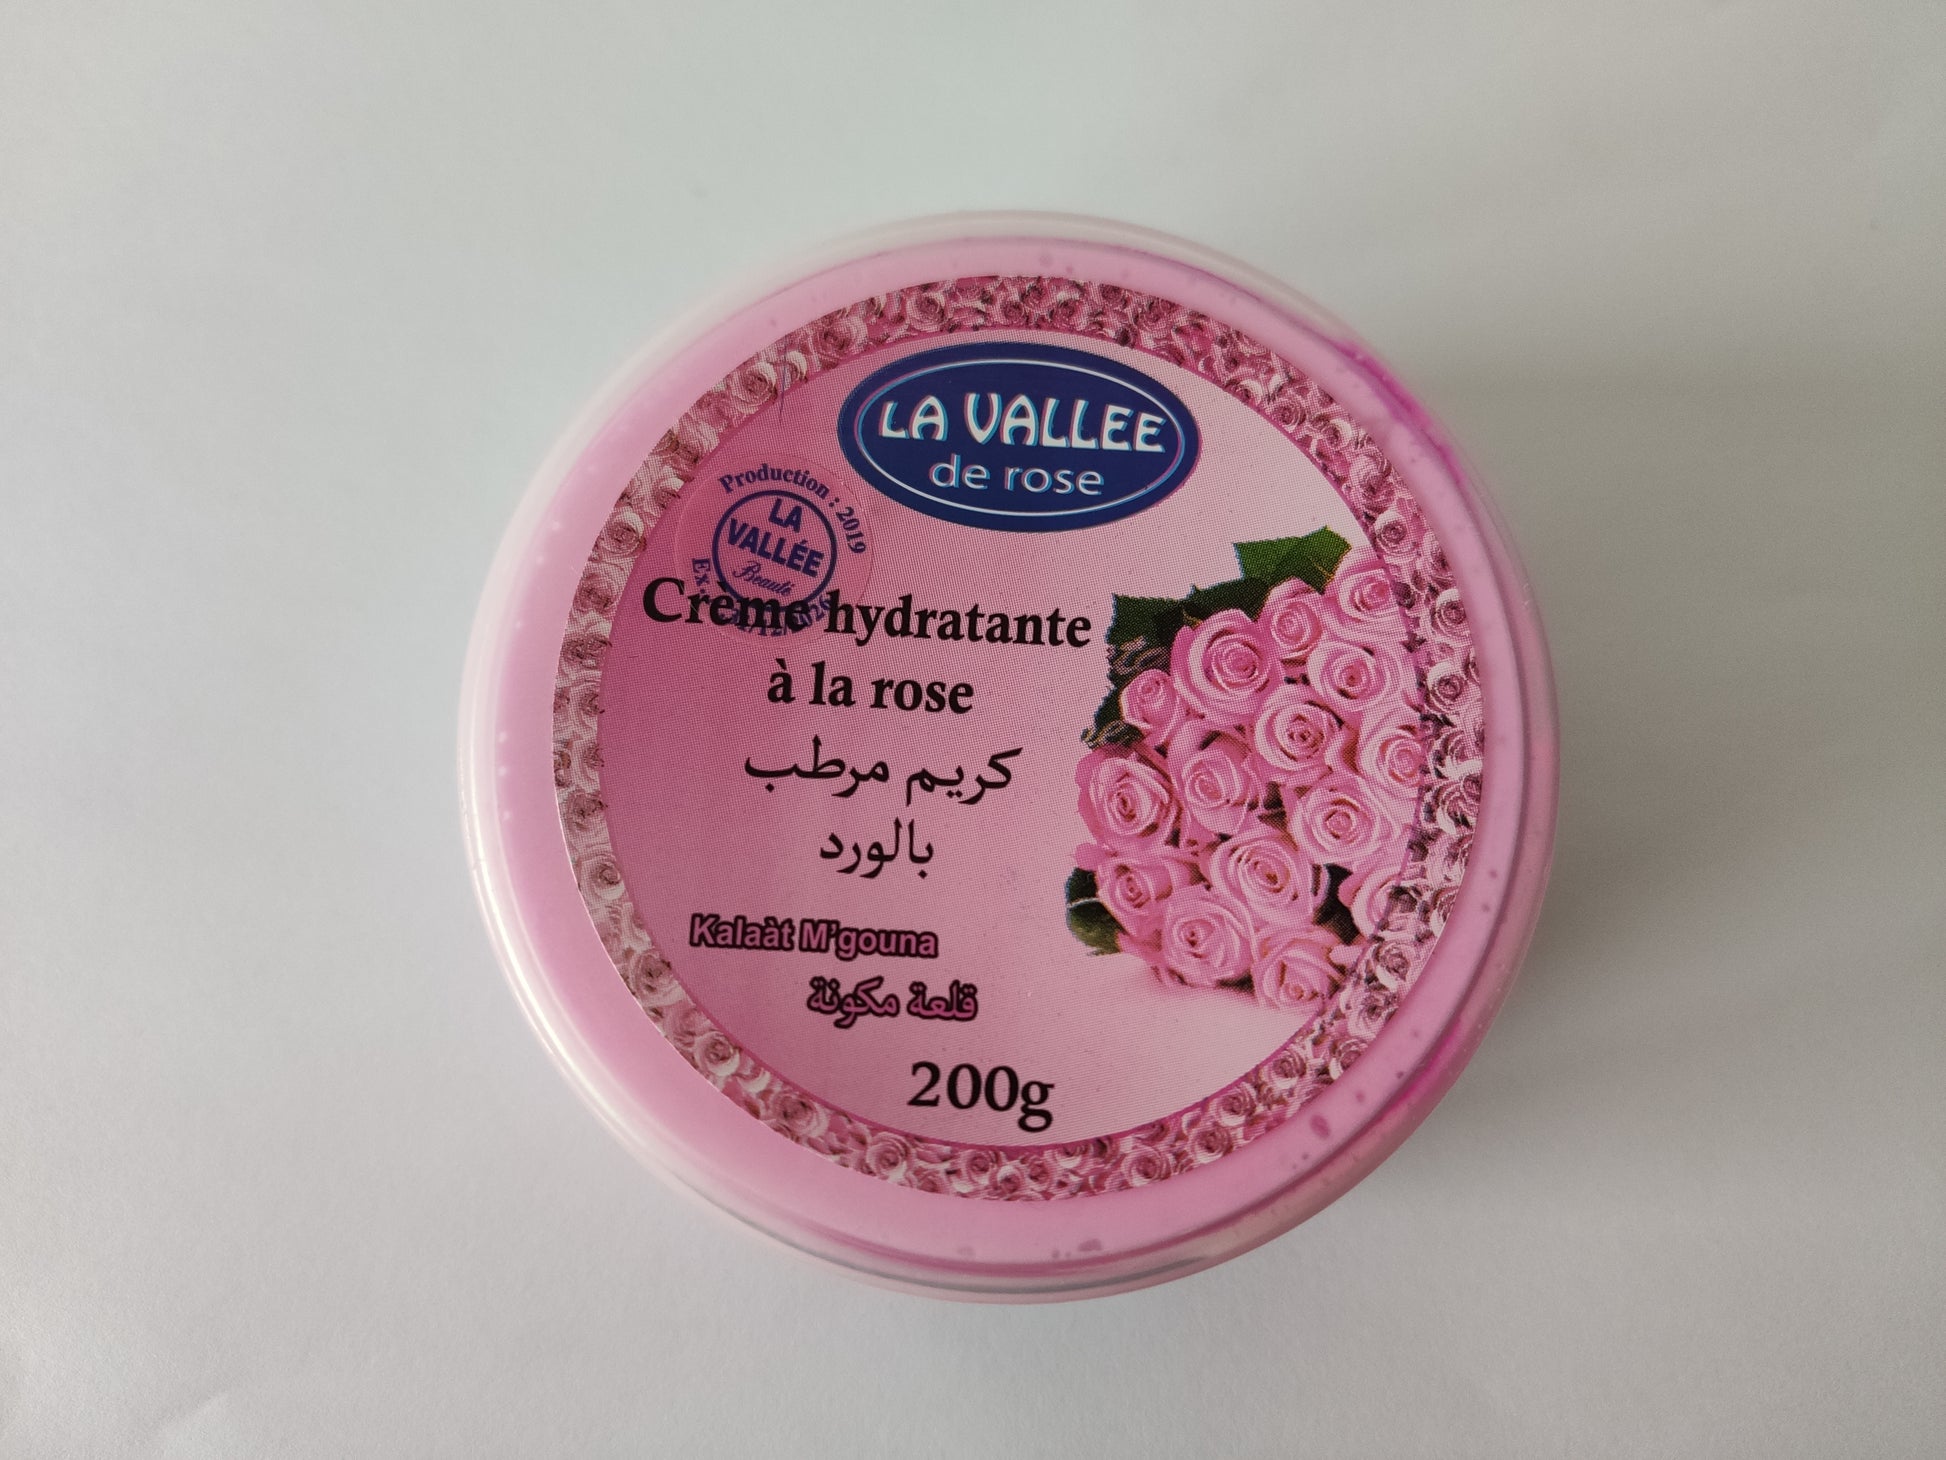 LA VALLEE
de rose
Production : 2019
LA
VALLÉE
Beauté
Crème hydratante
à la rose
كريم مرطب
بالورد
Kalaàt M'gouna
قلعة مكونة
200g